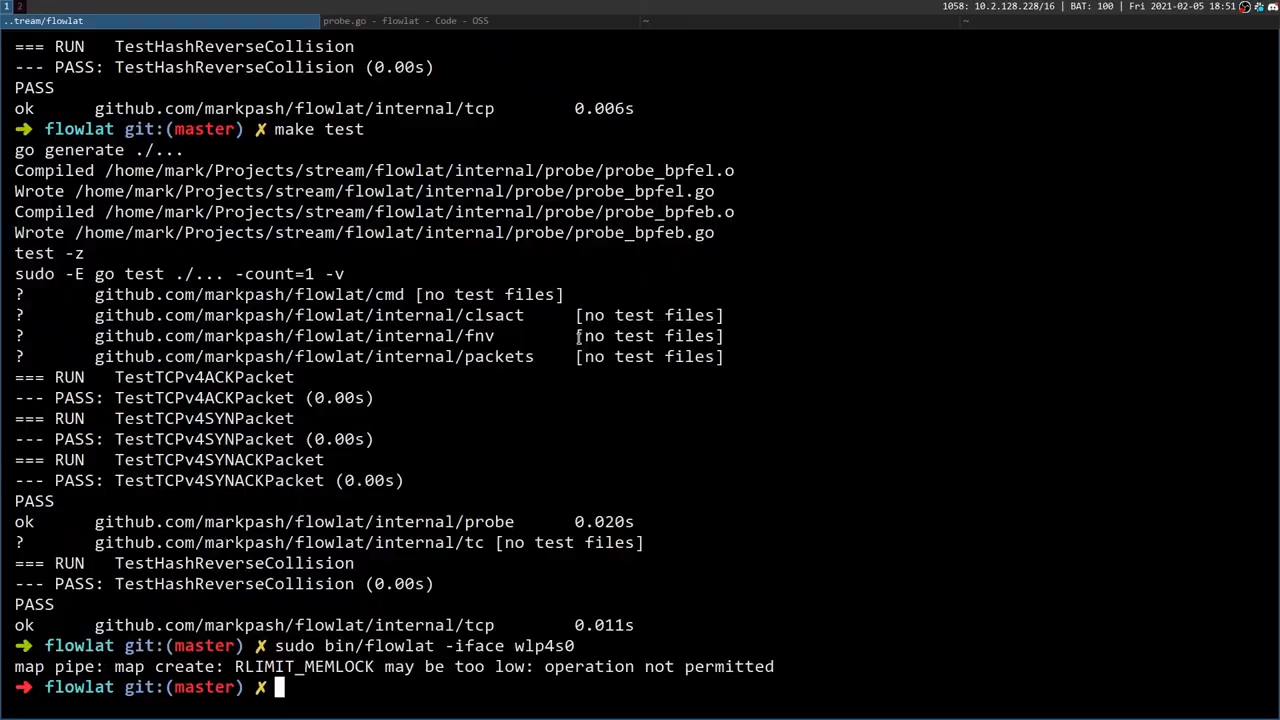 1 2 1058: 10.2.128.228/16 | BAT: 100 | Fri 2021-02-05 18:51
..tream/flowlat probe.go - flowlat - Code - OSS ~ ~
=== RUN   TestHashReverseCollision
--- PASS: TestHashReverseCollision (0.00s)
PASS
ok      github.com/markpash/flowlat/internal/tcp        0.006s
➜ flowlat git:(master) ✗ make test
go generate ./...
Compiled /home/mark/Projects/stream/flowlat/internal/probe/probe_bpfel.o
Wrote /home/mark/Projects/stream/flowlat/internal/probe/probe_bpfel.go
Compiled /home/mark/Projects/stream/flowlat/internal/probe/probe_bpfeb.o
Wrote /home/mark/Projects/stream/flowlat/internal/probe/probe_bpfeb.go
test -z
sudo -E go test ./... -count=1 -v
?       github.com/markpash/flowlat/cmd [no test files]
?       github.com/markpash/flowlat/internal/clsact     [no test files]
?       github.com/markpash/flowlat/internal/fnv        [no test files]
?       github.com/markpash/flowlat/internal/packets    [no test files]
=== RUN   TestTCPv4ACKPacket
--- PASS: TestTCPv4ACKPacket (0.00s)
=== RUN   TestTCPv4SYNPacket
--- PASS: TestTCPv4SYNPacket (0.00s)
=== RUN   TestTCPv4SYNACKPacket
--- PASS: TestTCPv4SYNACKPacket (0.00s)
PASS
ok      github.com/markpash/flowlat/internal/probe      0.020s
?       github.com/markpash/flowlat/internal/tc [no test files]
=== RUN   TestHashReverseCollision
--- PASS: TestHashReverseCollision (0.00s)
PASS
ok      github.com/markpash/flowlat/internal/tcp        0.011s
➜ flowlat git:(master) ✗ sudo bin/flowlat -iface wlp4s0
map pipe: map create: RLIMIT_MEMLOCK may be too low: operation not permitted
➜ flowlat git:(master) ✗